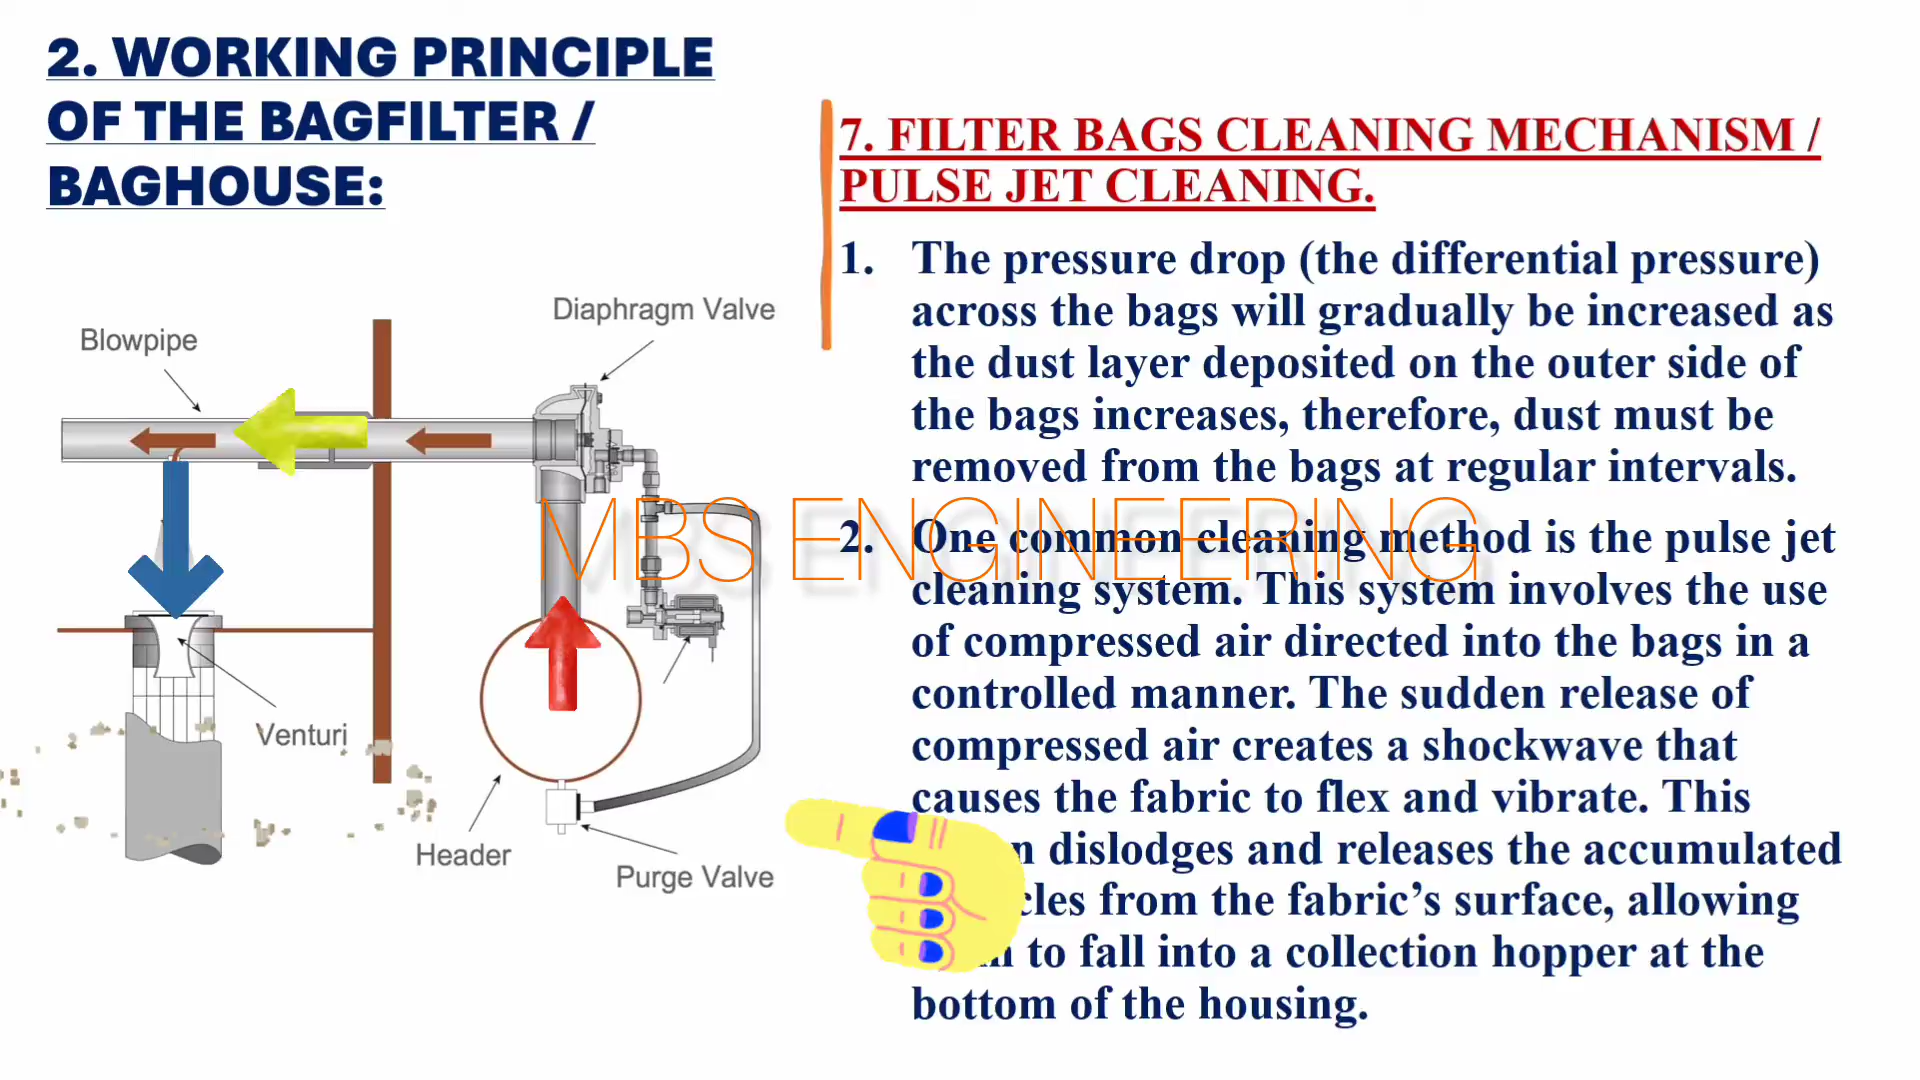 2. WORKING PRINCIPLE
OF THE BAGFILTER /
BAGHOUSE:
7. FILTER BAGS CLEANING MECHANISM /
PULSE JET CLEANING.
1. The pressure drop (the differential pressure)
across the bags will gradually be increased as
the dust layer deposited on the outer side of
the bags increases, therefore, dust must be
removed from the bags at regular intervals.
2. One common cleaning method is the pulse jet
cleaning system. This system involves the use
of compressed air directed into the bags in a
controlled manner. The sudden release of
compressed air creates a shockwave that
causes the fabric to flex and vibrate. This
dislodges and releases the accumulated
from the fabric’s surface, allowing
to fall into a collection hopper at the
bottom of the housing.
Diaphragm Valve
Blowpipe
MBS ENGINEERING
Venturi
Header
Purge Valve